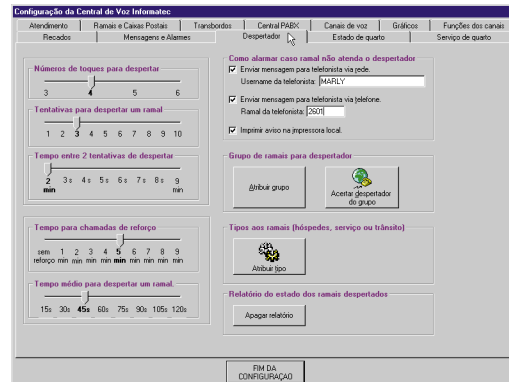 Configuração da Central de Voz Informatec
Atendimento Ramais e Caixas Postais Transbordos Central PABX Canais de voz Gráficos Funções dos canais
Recados Mensagens e Alarmes Despertador Estado de quarto Serviço de quarto
Números de toques para despertar
3 4 5 6
Tentativas para despertar um ramal
1 2 3 4 5 6 7 8 9 10
Tempo entre 2 tentativas de despertar
2 3s 4s 5s 6s 7s 8s 9
min min
Tempo para chamadas de reforço
sem 1 2 3 4 5 6 7 8 9
reforço min min min min min min min min min
Tempo médio para despertar um ramal.
15s 30s 45s 60s 75s 90s 105s 120s
Como alarmar caso ramal não atenda o despertador
Enviar mensagem para telefonista via rede.
Username da telefonista: MARLY
Enviar mensagem para telefonista via telefone.
Ramal da telefonista: 2601
Imprimir aviso na impressora local.
Grupo de ramais para despertador
Atribuir grupo
Acertar despertador
do grupo
Tipos aos ramais (hóspedes, serviço ou trânsito)
Atribuir tipo
Relatório do estado dos ramais despertados
Apagar relatório
FIM DA
CONFIGURAÇAO